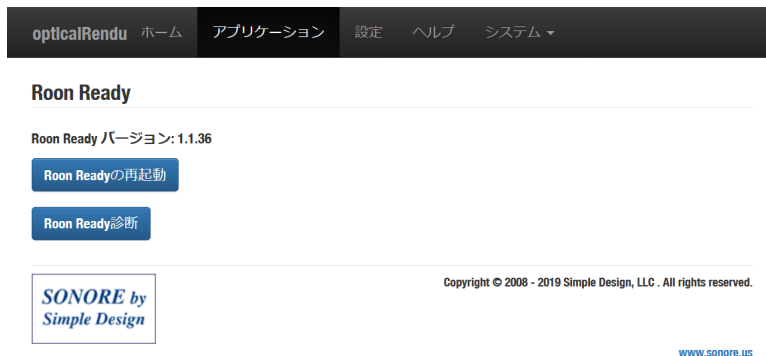 opticalRendu ホーム アプリケーション 設定 ヘルプ システム
Roon Ready
Roon Ready バージョン: 1.1.36
Roon Readyの再起動
Roon Ready診断
SONORE by
Simple Design
Copyright © 2008 - 2019 Simple Design, LLC . All rights reserved.
www.sonore.us